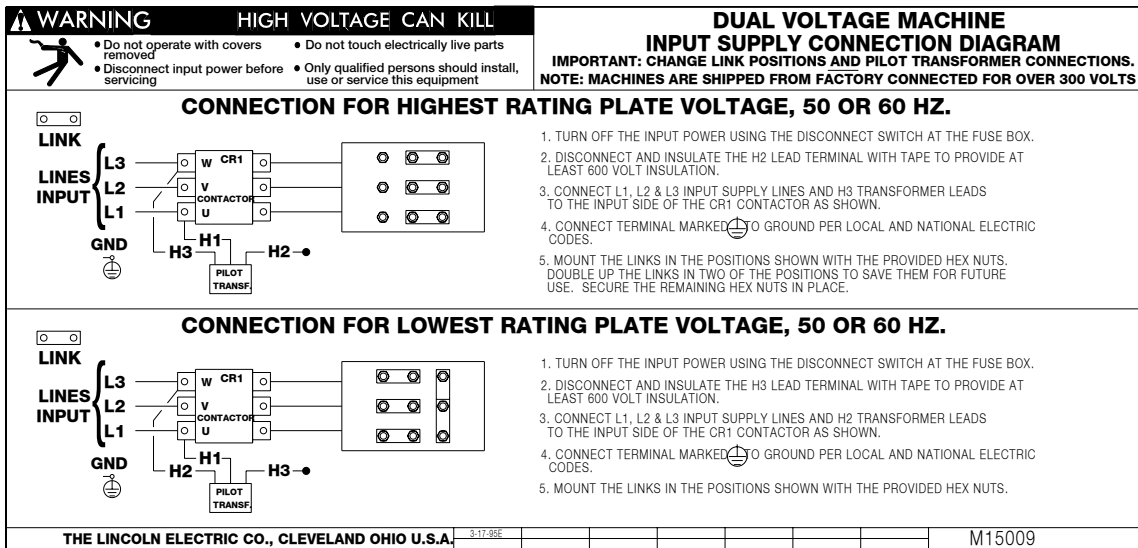 WARNING HIGH VOLTAGE CAN KILL
• Do not operate with covers
removed
• Disconnect input power before
servicing
• Do not touch electrically live parts
• Only qualified persons should install,
use or service this equipment
DUAL VOLTAGE MACHINE
INPUT SUPPLY CONNECTION DIAGRAM
IMPORTANT: CHANGE LINK POSITIONS AND PILOT TRANSFORMER CONNECTIONS.
NOTE: MACHINES ARE SHIPPED FROM FACTORY CONNECTED FOR OVER 300 VOLTS
CONNECTION FOR HIGHEST RATING PLATE VOLTAGE, 50 OR 60 HZ.
LINK
LINES
INPUT
L3
L2
L1
GND
W CR1
V
CONTACTOR
U
H1
H3
H2
PILOT
TRANSF.
1. TURN OFF THE INPUT POWER USING THE DISCONNECT SWITCH AT THE FUSE BOX.
2. DISCONNECT AND INSULATE THE H2 LEAD TERMINAL WITH TAPE TO PROVIDE AT
LEAST 600 VOLT INSULATION.
3. CONNECT L1, L2 & L3 INPUT SUPPLY LINES AND H3 TRANSFORMER LEADS
TO THE INPUT SIDE OF THE CR1 CONTACTOR AS SHOWN.
4. CONNECT TERMINAL MARKED TO GROUND PER LOCAL AND NATIONAL ELECTRIC
CODES.
5. MOUNT THE LINKS IN THE POSITIONS SHOWN WITH THE PROVIDED HEX NUTS.
DOUBLE UP THE LINKS IN TWO OF THE POSITIONS TO SAVE THEM FOR FUTURE
USE. SECURE THE REMAINING HEX NUTS IN PLACE.
CONNECTION FOR LOWEST RATING PLATE VOLTAGE, 50 OR 60 HZ.
LINK
LINES
INPUT
L3
L2
L1
GND
W CR1
V
CONTACTOR
U
H1
H2
H3
PILOT
TRANSF.
1. TURN OFF THE INPUT POWER USING THE DISCONNECT SWITCH AT THE FUSE BOX.
2. DISCONNECT AND INSULATE THE H3 LEAD TERMINAL WITH TAPE TO PROVIDE AT
LEAST 600 VOLT INSULATION.
3. CONNECT L1, L2 & L3 INPUT SUPPLY LINES AND H2 TRANSFORMER LEADS
TO THE INPUT SIDE OF THE CR1 CONTACTOR AS SHOWN.
4. CONNECT TERMINAL MARKED TO GROUND PER LOCAL AND NATIONAL ELECTRIC
CODES.
5. MOUNT THE LINKS IN THE POSITIONS SHOWN WITH THE PROVIDED HEX NUTS.
THE LINCOLN ELECTRIC CO., CLEVELAND OHIO U.S.A.
3-17-95E
M15009